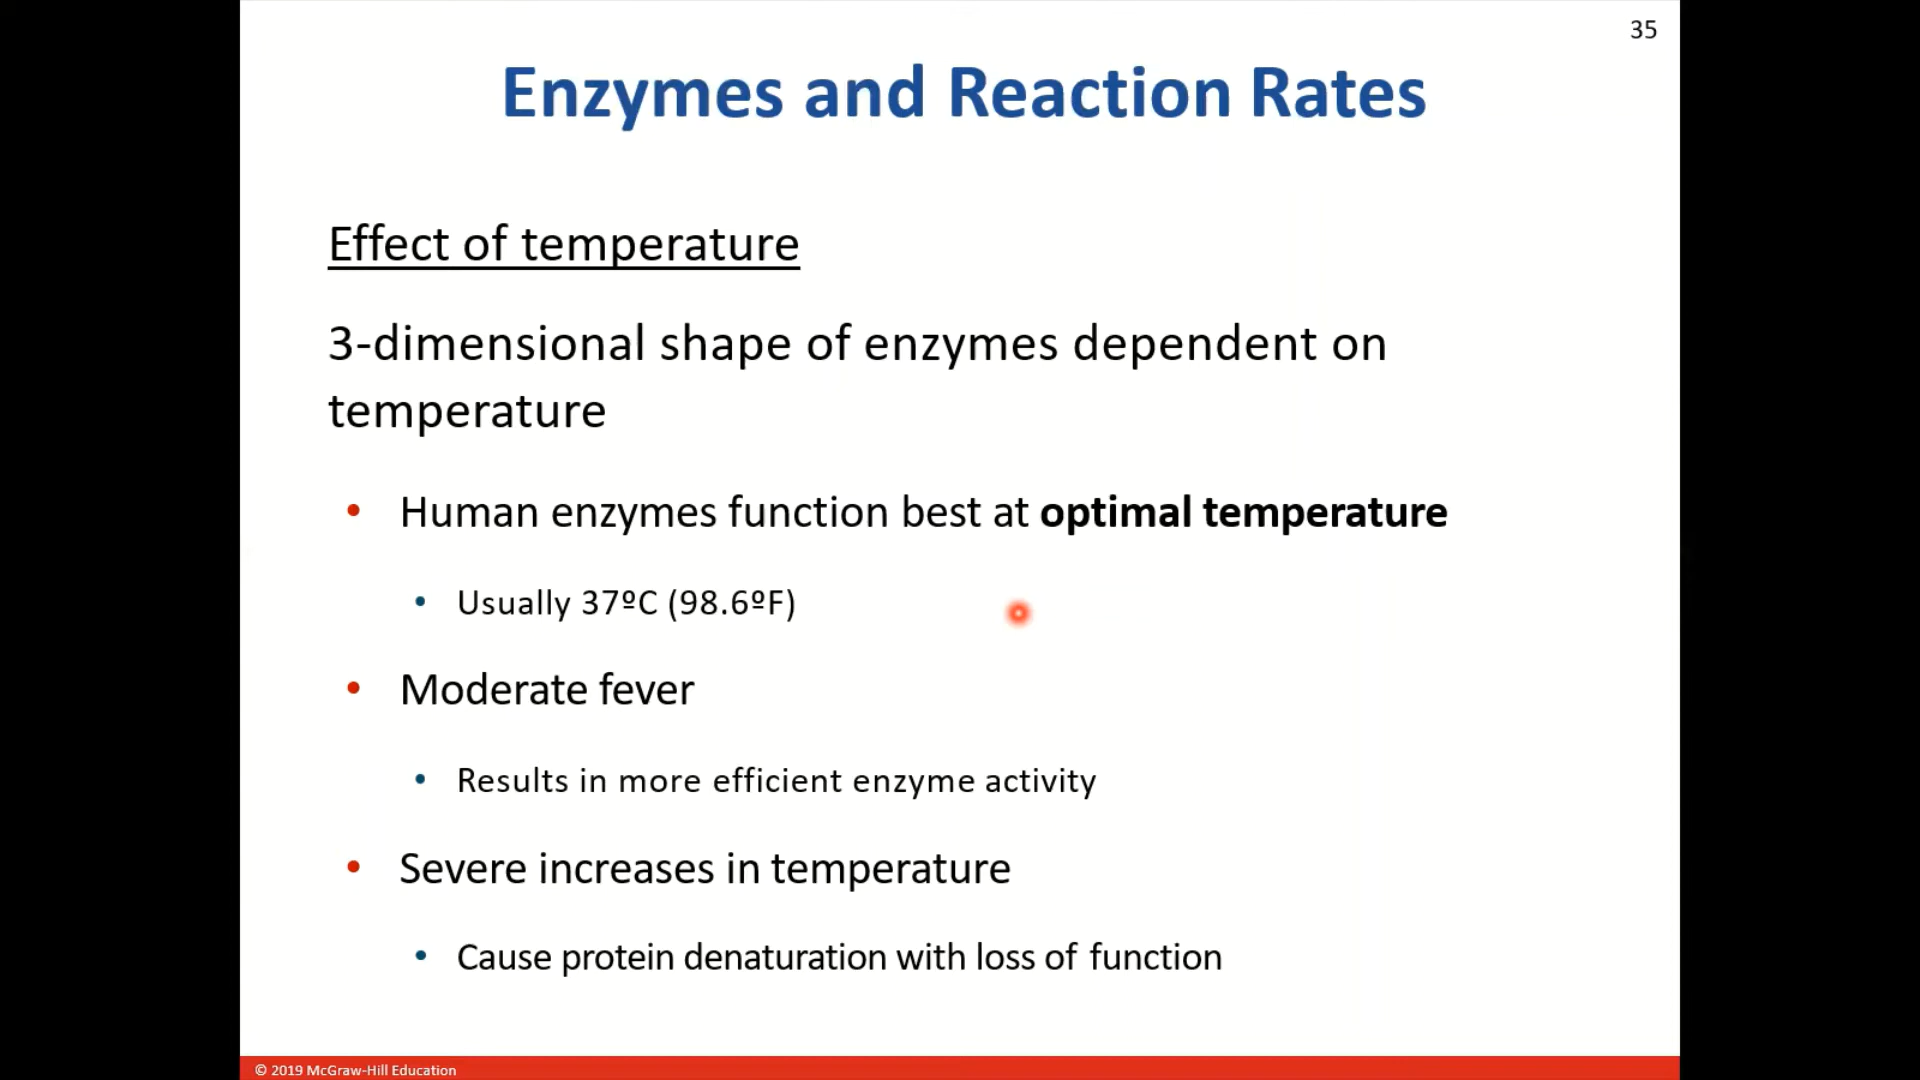 35
Enzymes and Reaction Rates
Effect of temperature
3-dimensional shape of enzymes dependent on
temperature
• Human enzymes function best at optimal temperature
• Usually 37ºC (98.6ºF)
• Moderate fever
• Results in more efficient enzyme activity
• Severe increases in temperature
• Cause protein denaturation with loss of function
© 2019 McGraw-Hill Education